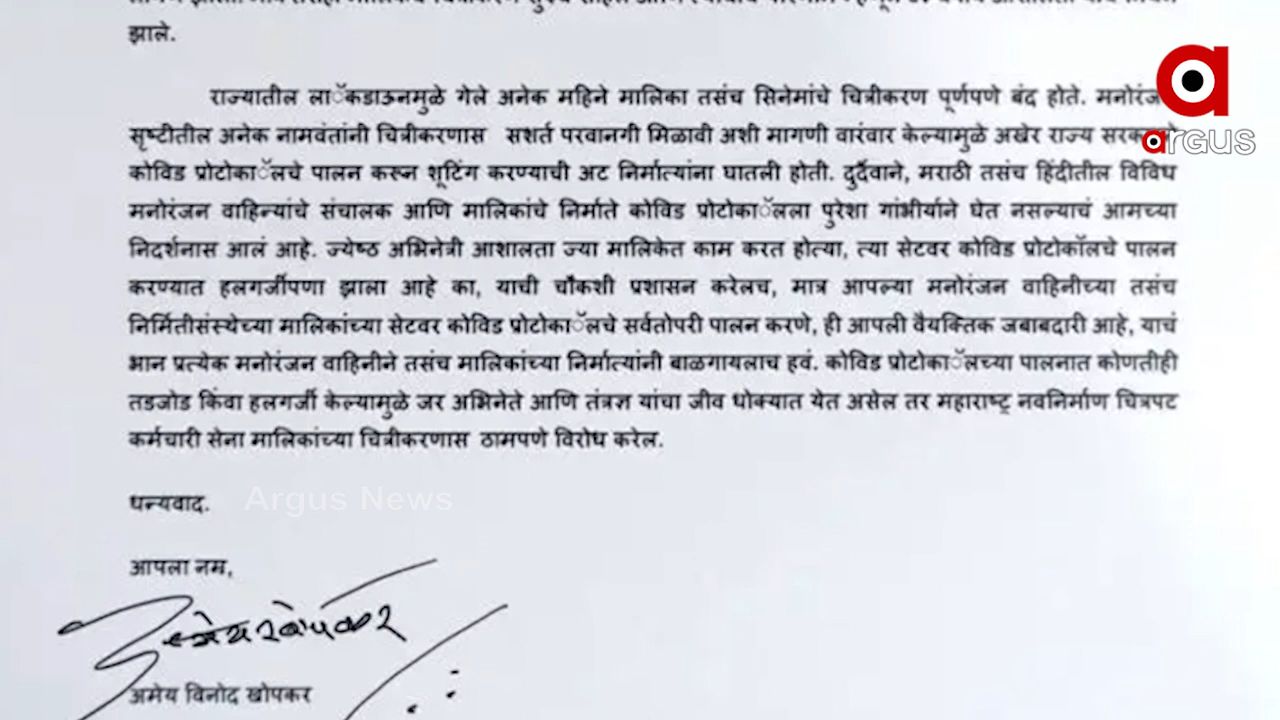 झाले.
राज्यातील लाॅकडाऊनमुळे गेले अनेक महिने मालिका तसंच सिनेमांचे चित्रीकरण पूर्णपणे बंद होते.
सृष्टीतील अनेक नामवंतांनी चित्रीकरणास सशर्त परवानगी मिळावी अशी मागणी वारंवार केल्यामुळे अखेर राज्य
कोविड प्रोटोकाॅलचे पालन करून शूटिंग करण्याची अट निर्मात्यांना घातली होती. दुर्दैवाने, मराठी तसंच हिंदीतील विविध
मनोरंजन वाहिन्यांचे संचालक आणि मालिकांचे निर्माते कोविड प्रोटोकाॅलला पुरेशा गांभीर्याने घेत नसल्याचं आमच्या
निदर्शनास आलं आहे. ज्येष्ठ अभिनेत्री आशालता ज्या मालिकेत काम करत होत्या, त्या सेटवर कोविड प्रोटोकॉलचे पालन
करण्यात हलगर्जीपणा झाला आहे का, याची चौकशी प्रशासन करेलच, मात्र आपल्या मनोरंजन वाहिनीच्या तसंच
निर्मितीसंस्थेच्या मालिकांच्या सेटवर कोविड प्रोटोकाॅलचे सर्वतोपरी पालन करणे, ही आपली वैयक्तिक जबाबदारी आहे, याचं
भान प्रत्येक मनोरंजन वाहिनीने तसंच मालिकांच्या निर्मात्यांनी बाळगायलाच हवं. कोविड प्रोटोकाॅलच्या पालनात कोणतीही
तडजोड किंवा हलगर्जी केल्यामुळे जर अभिनेते आणि तंत्रज्ञ यांचा जीव धोक्यात येत असेल तर महाराष्ट्र नवनिर्माण चित्रपट
कर्मचारी सेना मालिकांच्या चित्रीकरणास ठामपणे विरोध करेल.
धन्यवाद.
आपला नम्र,
अमेय खोपकर
अमेय विनोद खोपकर
argus
Argus News